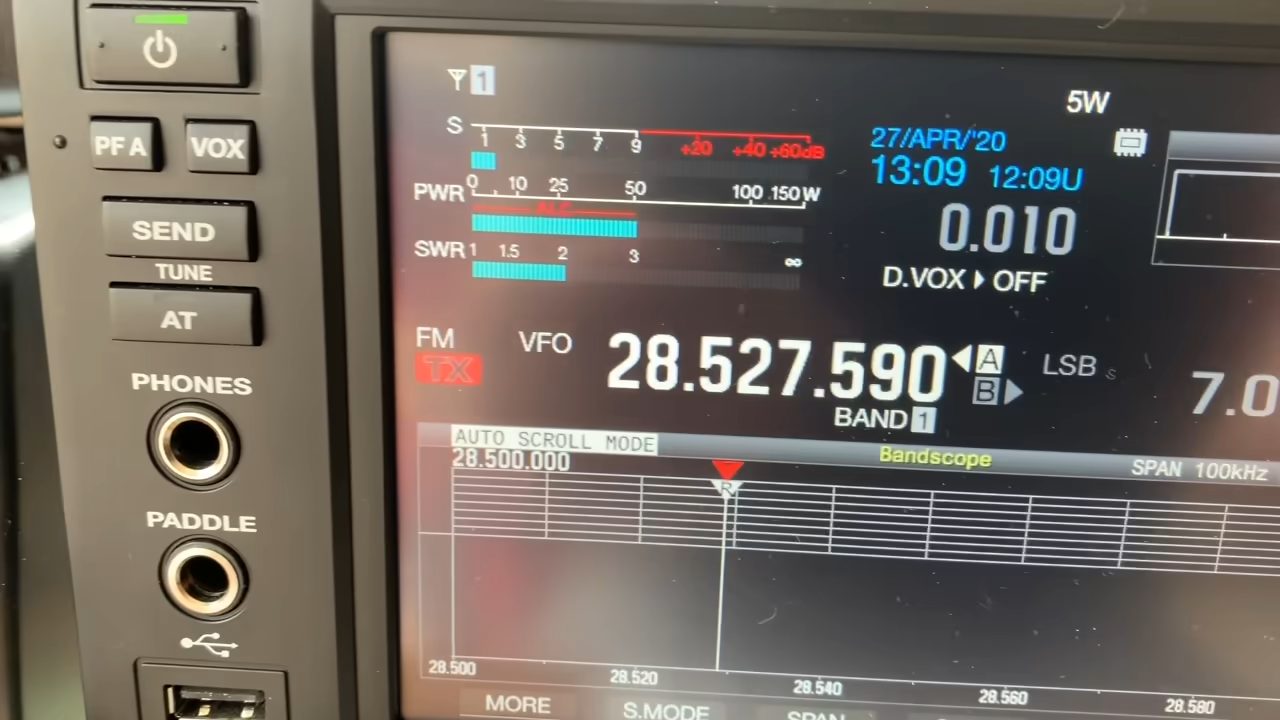 1
5W
S 1 3 5 7 9 +20 +40 +60dB
27/APR/'20
PF A VOX
13:09 12:09U
PWR 0 10 25 50 100 150 W
ALC
0.010
SEND
SWR 1 1.5 2 3 ∞
D.VOX OFF
TUNE
AT
FM VFO 28.527.590 A LSB S
TX B 7.0
PHONES
BAND 1
AUTO SCROLL MODE Bandscope SPAN 100kHz
28.500.000
R
PADDLE
28.500 28.520 28.540 28.560 28.580
MORE S.MODE SPAN